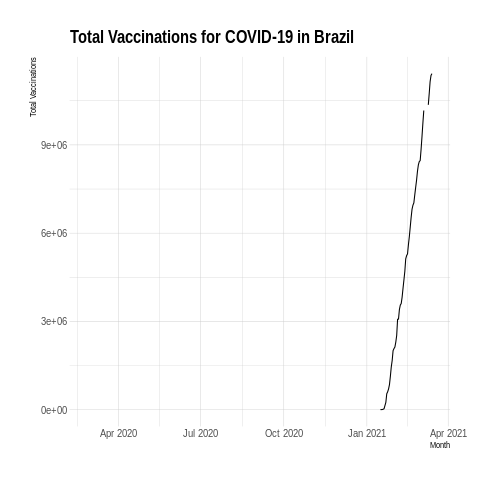 Total Vaccinations for COVID-19 in Brazil
Total Vaccinations
9e+06
6e+06
3e+06
0e+00
Apr 2020 Jul 2020 Oct 2020 Jan 2021 Apr 2021
Month